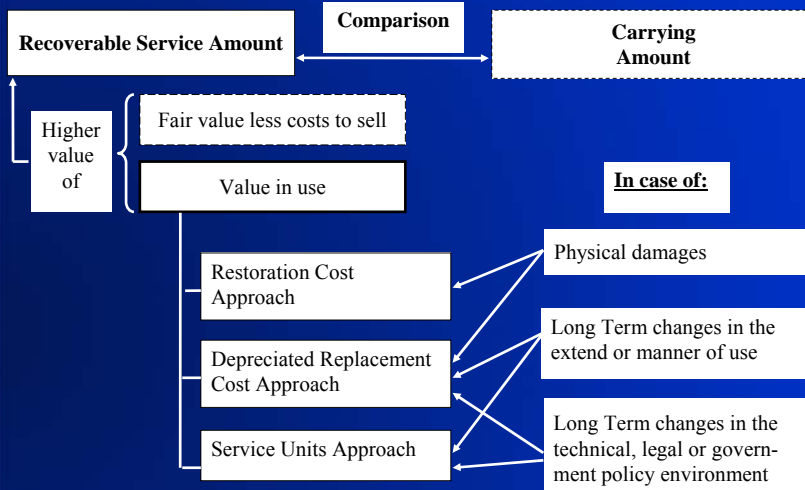 Recoverable Service Amount
Comparison
Carrying
Amount
Higher
value
of
Fair value less costs to sell
Value in use
In case of:
Restoration Cost
Approach
Physical damages
Depreciated Replacement
Cost Approach
Long Term changes in the
extend or manner of use
Service Units Approach
Long Term changes in the
technical, legal or govern-
ment policy environment